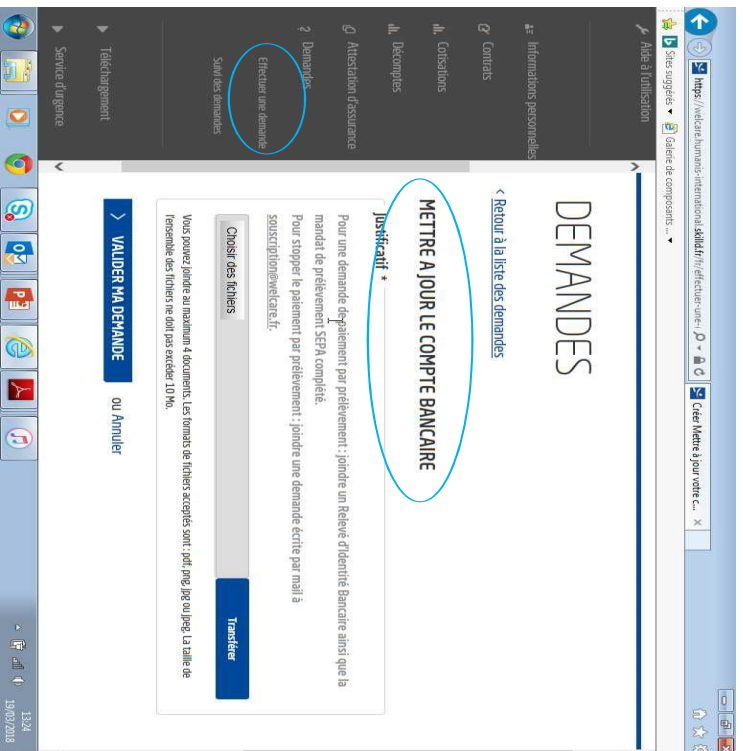 https://welcare.humanis-international.skilld.fr/fr/effectuer-une-
Créer Mettre à jour votre c...
Sites suggérés
Galerie de composants ...
Aide à l'utilisation
Informations personnelles
Contrats
Cotisations
Décomptes
Attestation d'assurance
Demandes
Effectuer une demande
Suivi des demandes
Téléchargement
Service d'urgence
DEMANDES
< Retour à la liste des demandes
METTRE A JOUR LE COMPTE BANCAIRE
Justificatif *
Pour une demande de paiement par prélèvement : joindre un Relevé d'Identité Bancaire ainsi que la
mandat de prélèvement SEPA complété.
Pour stopper le paiement par prélèvement : joindre une demande écrite par mail à
souscription@welcare.fr.
Choisir des fichiers
Transférer
Vous pouvez joindre au maximum 4 documents. Les formats de fichiers acceptés sont : pdf, png, jpg ou jpeg. La taille de
l'ensemble des fichiers ne doit pas excéder 10 Mo.
> VALIDER MA DEMANDE
ou Annuler
13:24
19/03/2018